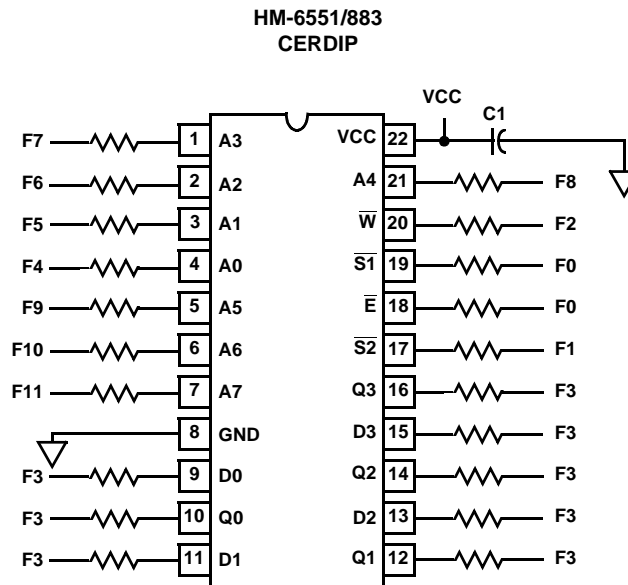 HM-6551/883
CERDIP
VCC
C1
F7 1 A3 VCC 22
F6 2 A2 A4 21 F8
F5 3 A1 W̅ 20 F2
F4 4 A0 S̅1̅ 19 F0
F9 5 A5 E̅ 18 F0
F10 6 A6 S̅2̅ 17 F1
F11 7 A7 Q3 16 F3
8 GND D3 15 F3
F3 9 D0 Q2 14 F3
F3 10 Q0 D2 13 F3
F3 11 D1 Q1 12 F3